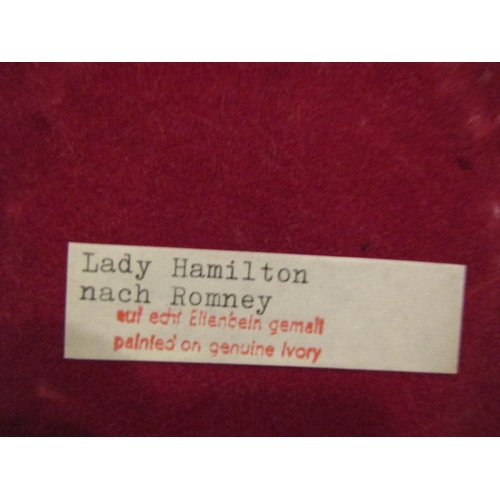 Lady Hamilton
nach Romney
auf echt Elfenbein gemalt
painted on genuine Ivory